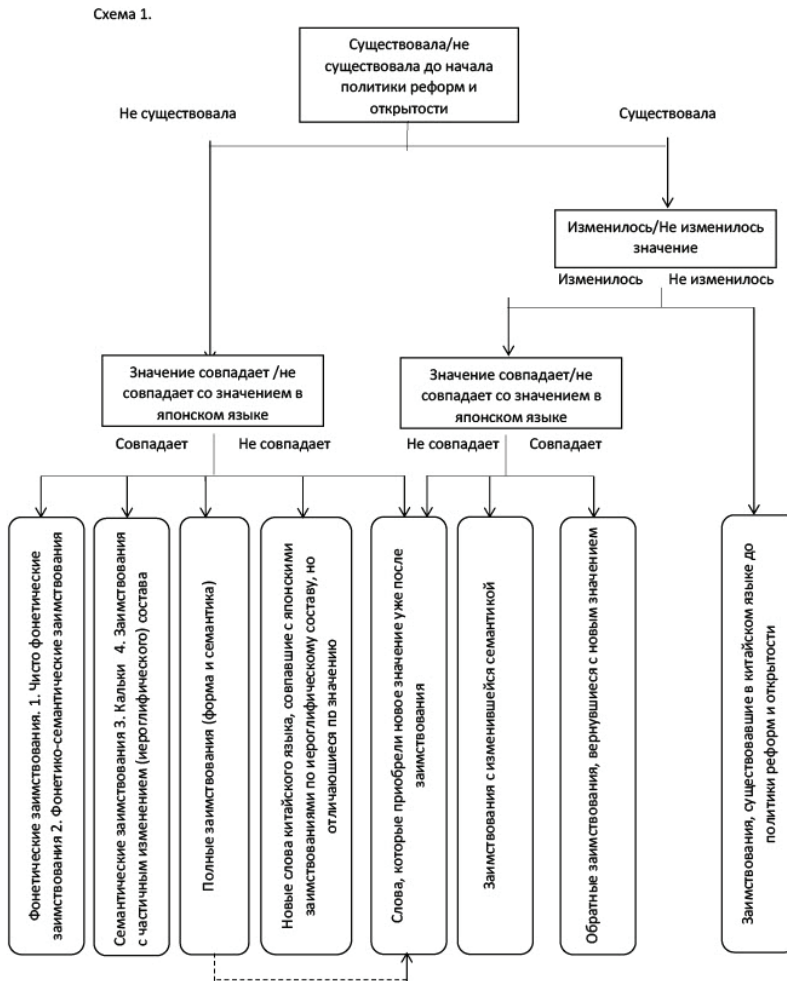 Схема 1.
Существовала/не
существовала до начала
политики реформ и
открытости
Не существовала
Существовала
Изменилось/Не изменилось
значение
Изменилось
Не изменилось
Значение совпадает /не
совпадает со значением в
японском языке
Значение совпадает/не
совпадает со значением в
японском языке
Совпадает
Не совпадает
Не совпадает
Совпадает
Фонетические заимствования. 1. Чисто фонетические
заимствования 2. Фонетико-семантические заимствования
Семантические заимствования 3. Кальки 4. Заимствования
с частичным изменением (иероглифического) состава
Полные заимствования (форма и семантика)
Новые слова китайского языка, совпавшие с японскими
заимствованиями по иероглифическому составу, но
отличающиеся по значению
Слова, которые приобрели новое значение уже после
заимствования
Заимствования с изменившейся семантикой
Обратные заимствования, вернувшиеся с новым значением
Заимствования, существовавшие в китайском языке до
политики реформ и открытости